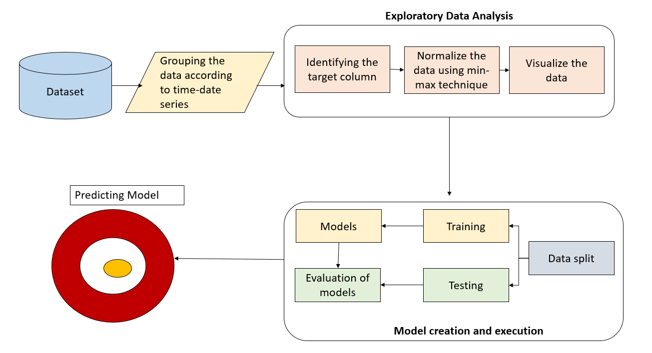 Exploratory Data Analysis
Dataset
Grouping the
data according
to time-date
series
Identifying the
target column
Normalize the
data using min-
max technique
Visualize the
data
Predicting Model
Models
Training
Data split
Evaluation of
models
Testing
Model creation and execution